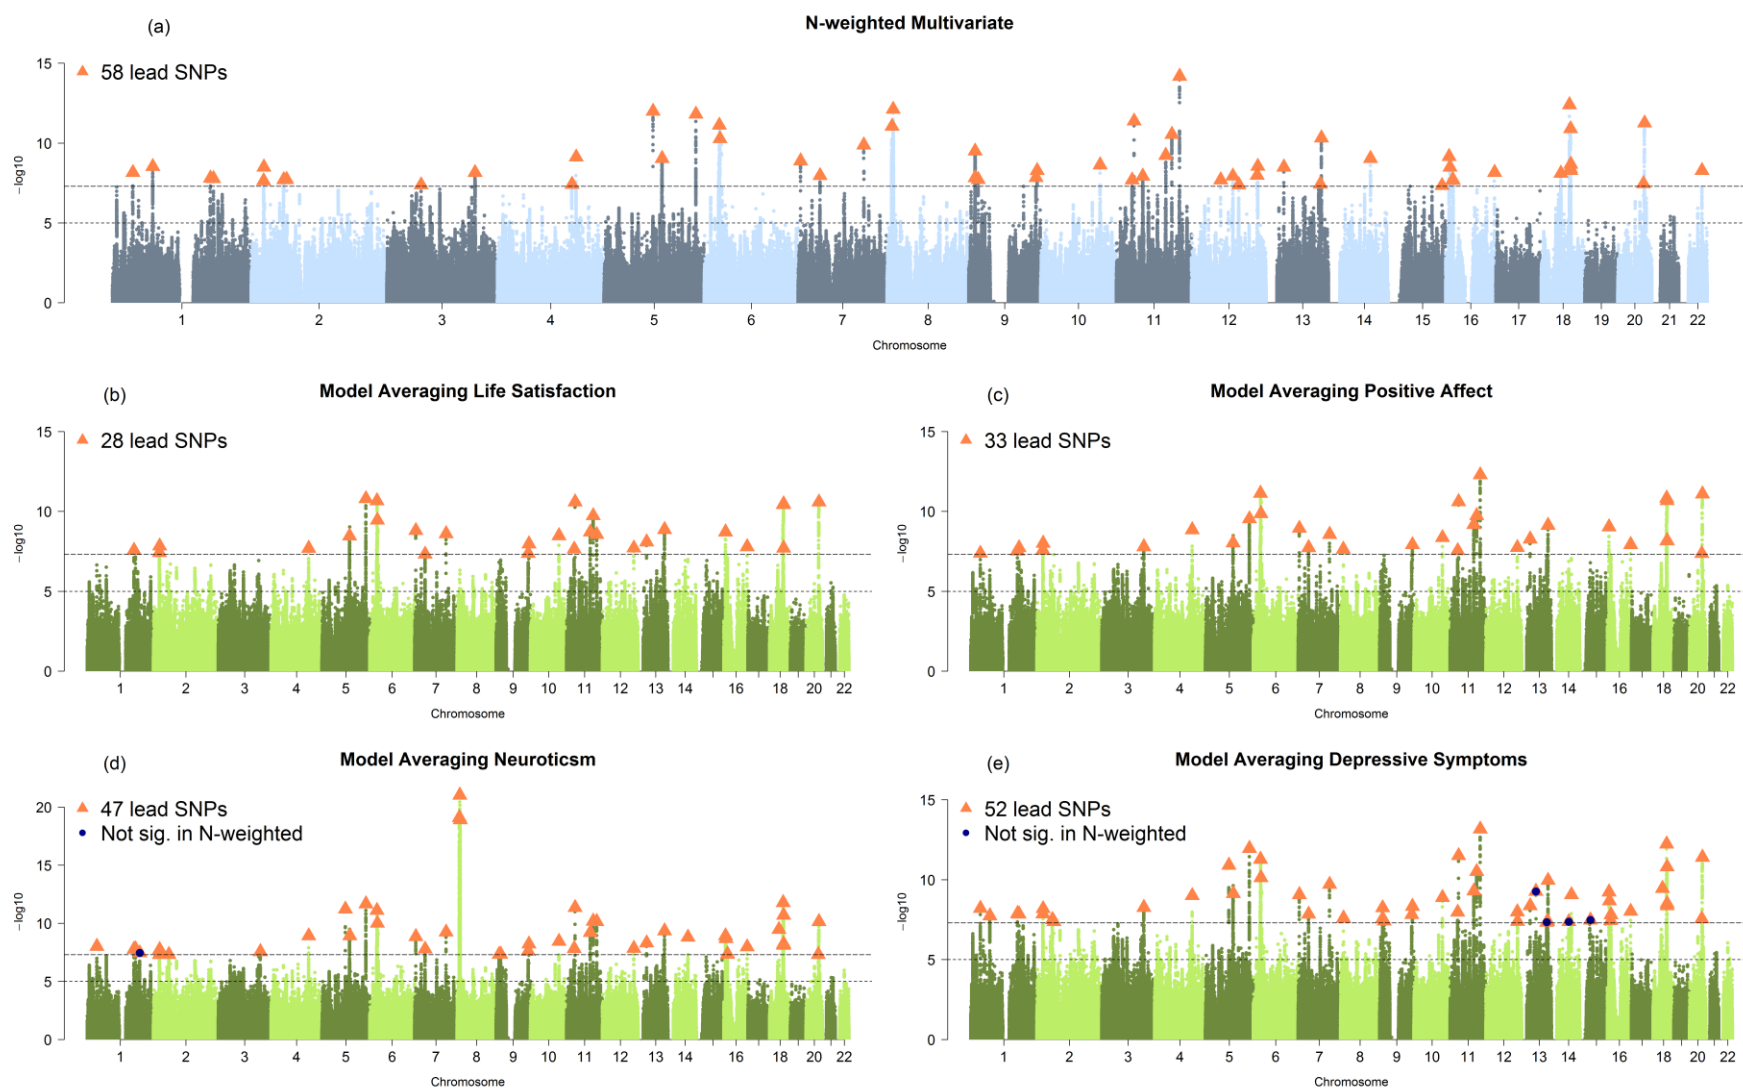 (a)
N-weighted Multivariate
58 lead SNPs
15
10
5
0
−log10
1 2 3 4 5 6 7 8 9 10 11 12 13 14 15 16 17 18 19 20 21 22
Chromosome
(b)
Model Averaging Life Satisfaction
28 lead SNPs
15
10
5
0
−log10
1 2 3 4 5 6 7 8 9 10 11 12 13 14 16 18 20 22
Chromosome
(c)
Model Averaging Positive Affect
33 lead SNPs
15
10
5
0
−log10
1 2 3 4 5 6 7 8 9 10 11 12 13 14 16 18 20 22
Chromosome
(d)
Model Averaging Neuroticsm
47 lead SNPs
Not sig. in N-weighted
20
15
10
5
0
−log10
1 2 3 4 5 6 7 8 9 10 11 12 13 14 16 18 20 22
Chromosome
(e)
Model Averaging Depressive Symptoms
52 lead SNPs
Not sig. in N-weighted
15
10
5
0
−log10
1 2 3 4 5 6 7 8 9 10 11 12 13 14 16 18 20 22
Chromosome